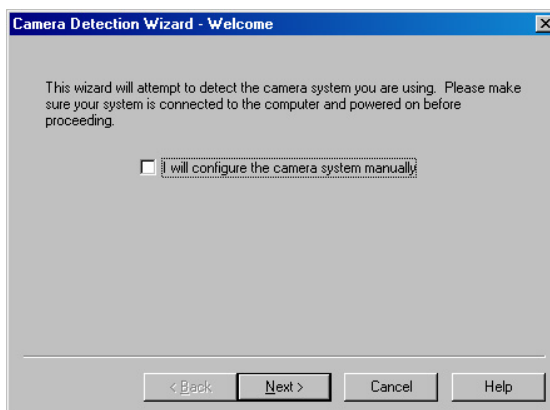 Camera Detection Wizard - Welcome
This wizard will attempt to detect the camera system you are using. Please make
sure your system is connected to the computer and powered on before
proceeding.
I will configure the camera system manually
< Back Next > Cancel Help